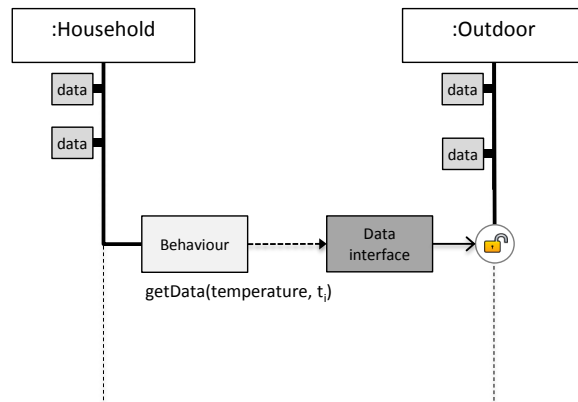 :Household
:Outdoor
data
data
data
data
Behaviour
Data
interface
getData(temperature, tᵢ)